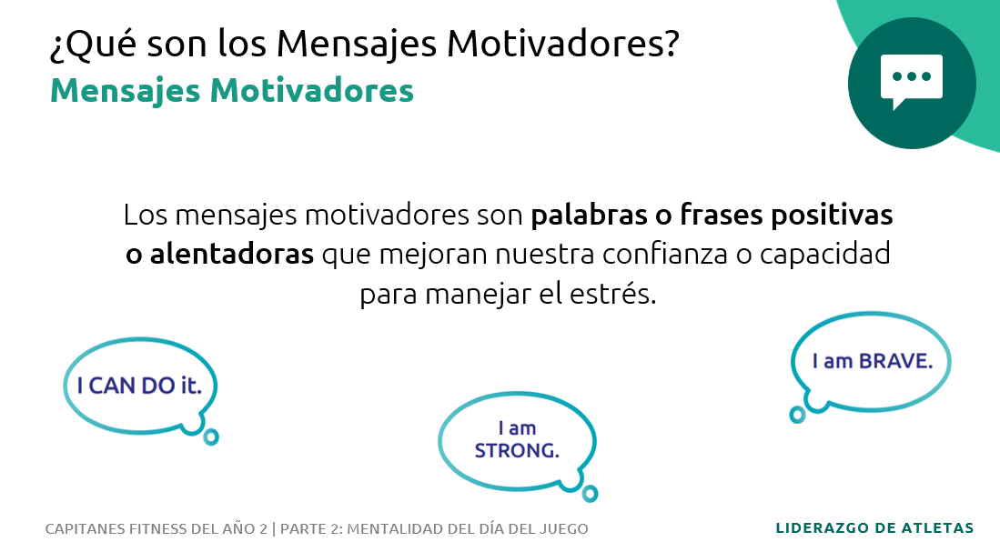 ¿Qué son los Mensajes Motivadores?
Mensajes Motivadores
Los mensajes motivadores son palabras o frases positivas
o alentadoras que mejoran nuestra confianza o capacidad
para manejar el estrés.
I CAN DO it.
I am
STRONG.
I am BRAVE.
CAPITANES FITNESS DEL AÑO 2 | PARTE 2: MENTALIDAD DEL DÍA DEL JUEGO
LIDERAZGO DE ATLETAS